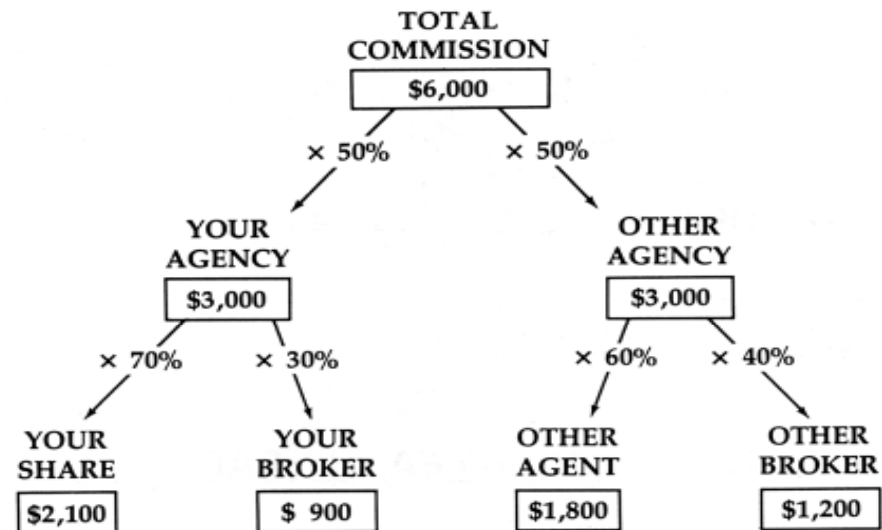 TOTAL
COMMISSION
$6,000
× 50%
× 50%
YOUR
AGENCY
$3,000
OTHER
AGENCY
$3,000
× 70%
× 30%
× 60%
× 40%
YOUR
SHARE
$2,100
YOUR
BROKER
$ 900
OTHER
AGENT
$1,800
OTHER
BROKER
$1,200